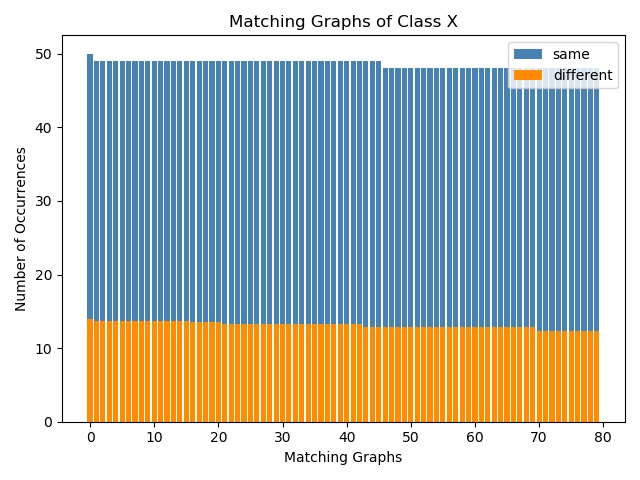 Matching Graphs of Class X
same
different
Number of Occurrences
50
40
30
20
10
0
0 10 20 30 40 50 60 70 80
Matching Graphs